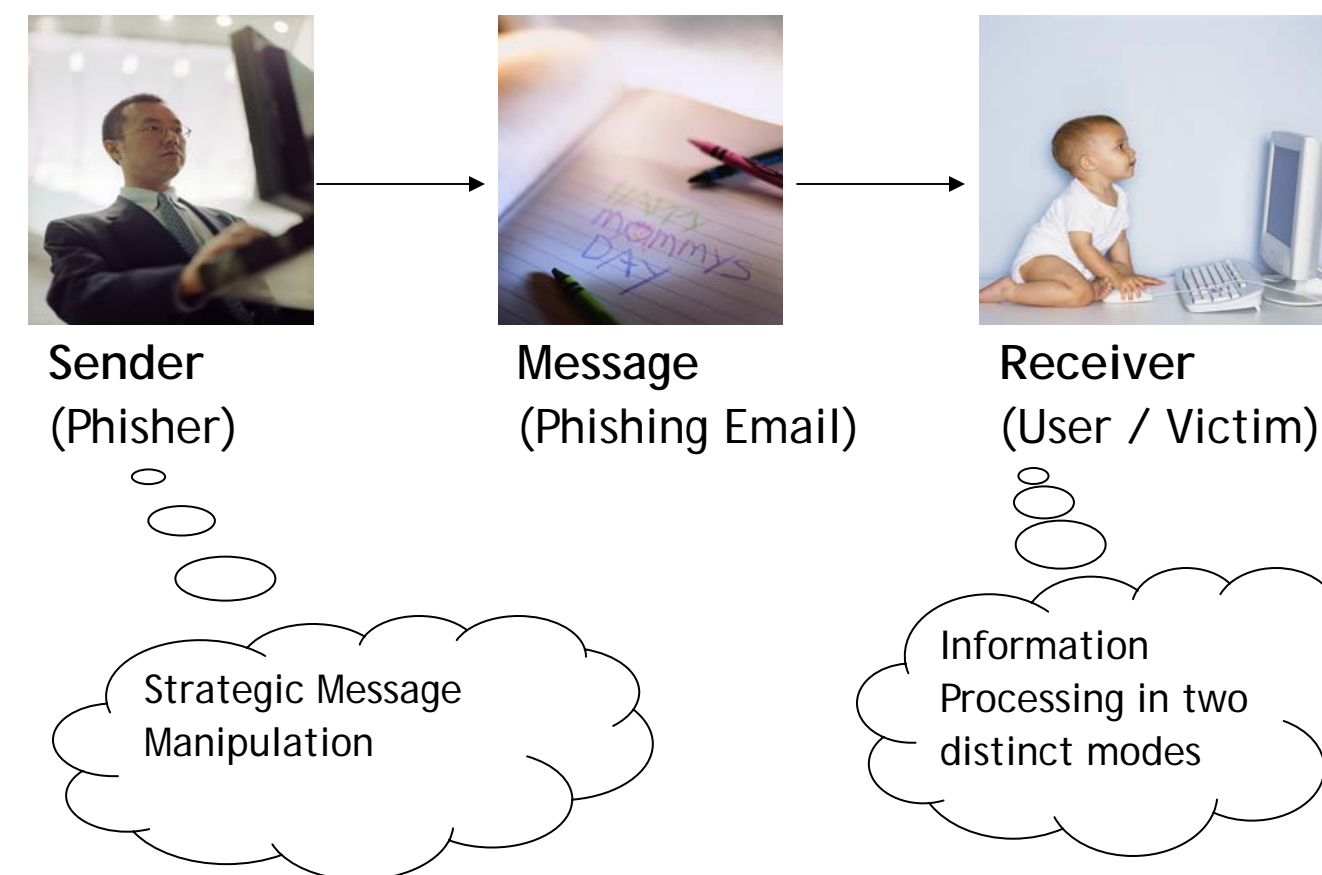 HAPPY
mommys
DAY
Sender
(Phisher)
Message
(Phishing Email)
Receiver
(User / Victim)
Strategic Message
Manipulation
Information
Processing in two
distinct modes